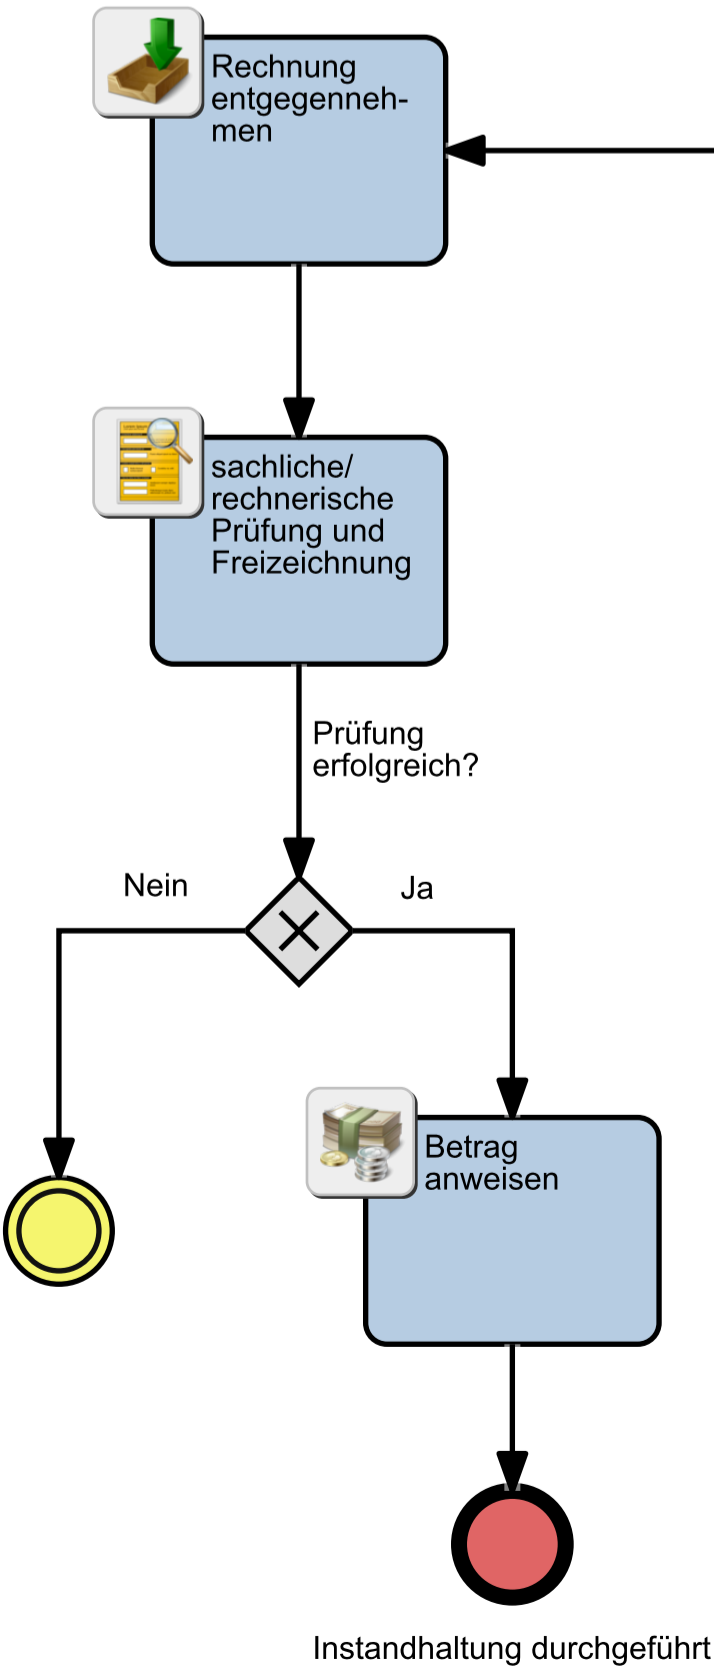 Rechnung
entgegenneh-
men
sachliche/
rechnerische
Prüfung und
Freizeichnung
Prüfung
erfolgreich?
Nein
Ja
Betrag
anweisen
Instandhaltung durchgeführt